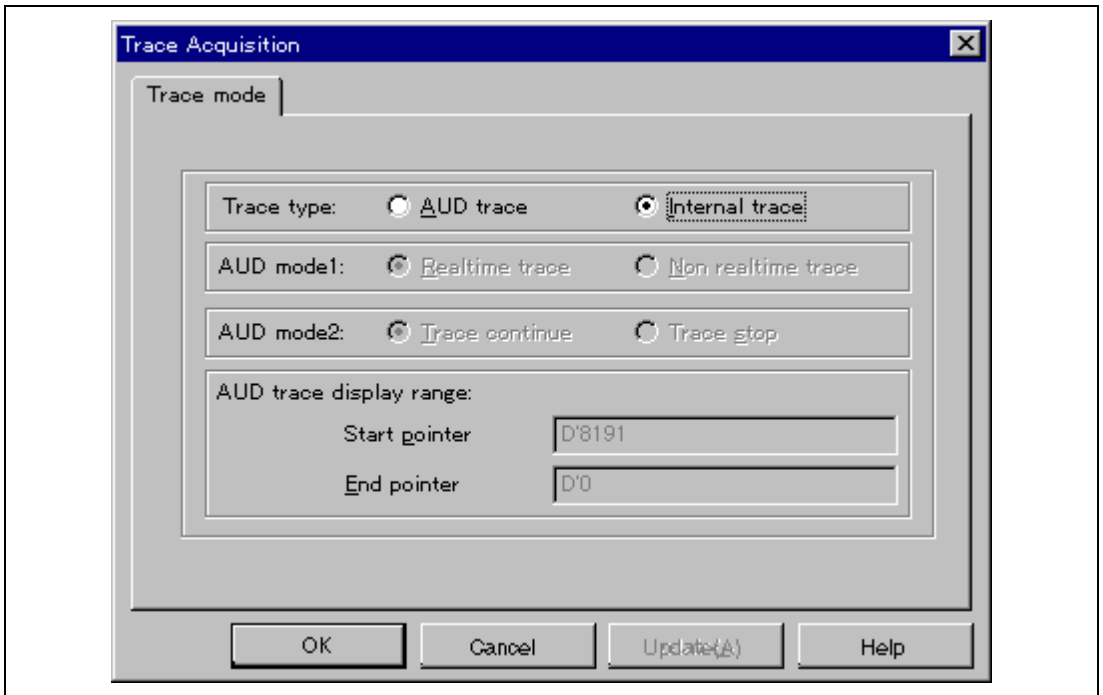 Trace Acquisition
Trace mode
Trace type: AUD trace Internal trace
AUD mode1: Realtime trace Non realtime trace
AUD mode2: Trace continue Trace stop
AUD trace display range:
Start pointer D'8191
End pointer D'0
OK Cancel Update(A) Help